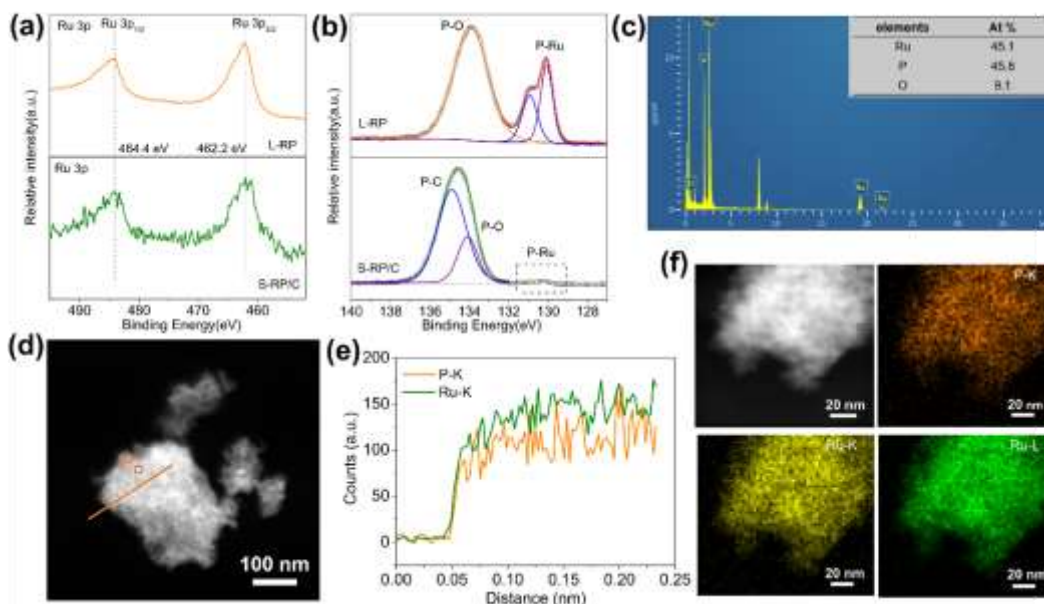 (a)
Ru 3p
Ru 3p1/2
Ru 3p3/2
484.4 eV
462.2 eV
L-RP
Ru 3p
S-RP/C
Relative intensity(a.u.)
490
480
470
460
Binding Energy(eV)
(b)
P-O
P-Ru
L-RP
P-C
P-O
P-Ru
S-RP/C
Relative intensity(a.u.)
140
138
136
134
132
130
128
Binding Energy(eV)
(c)
elements At %
Ru 45.1
P 45.8
O 9.1
(d)
100 nm
(e)
P-K
Ru-K
Counts (a.u.)
200
150
100
50
0
0.00
0.05
0.10
0.15
0.20
0.25
Distance (nm)
(f)
20 nm
P-K
20 nm
Ru-K
20 nm
Ru-L
20 nm